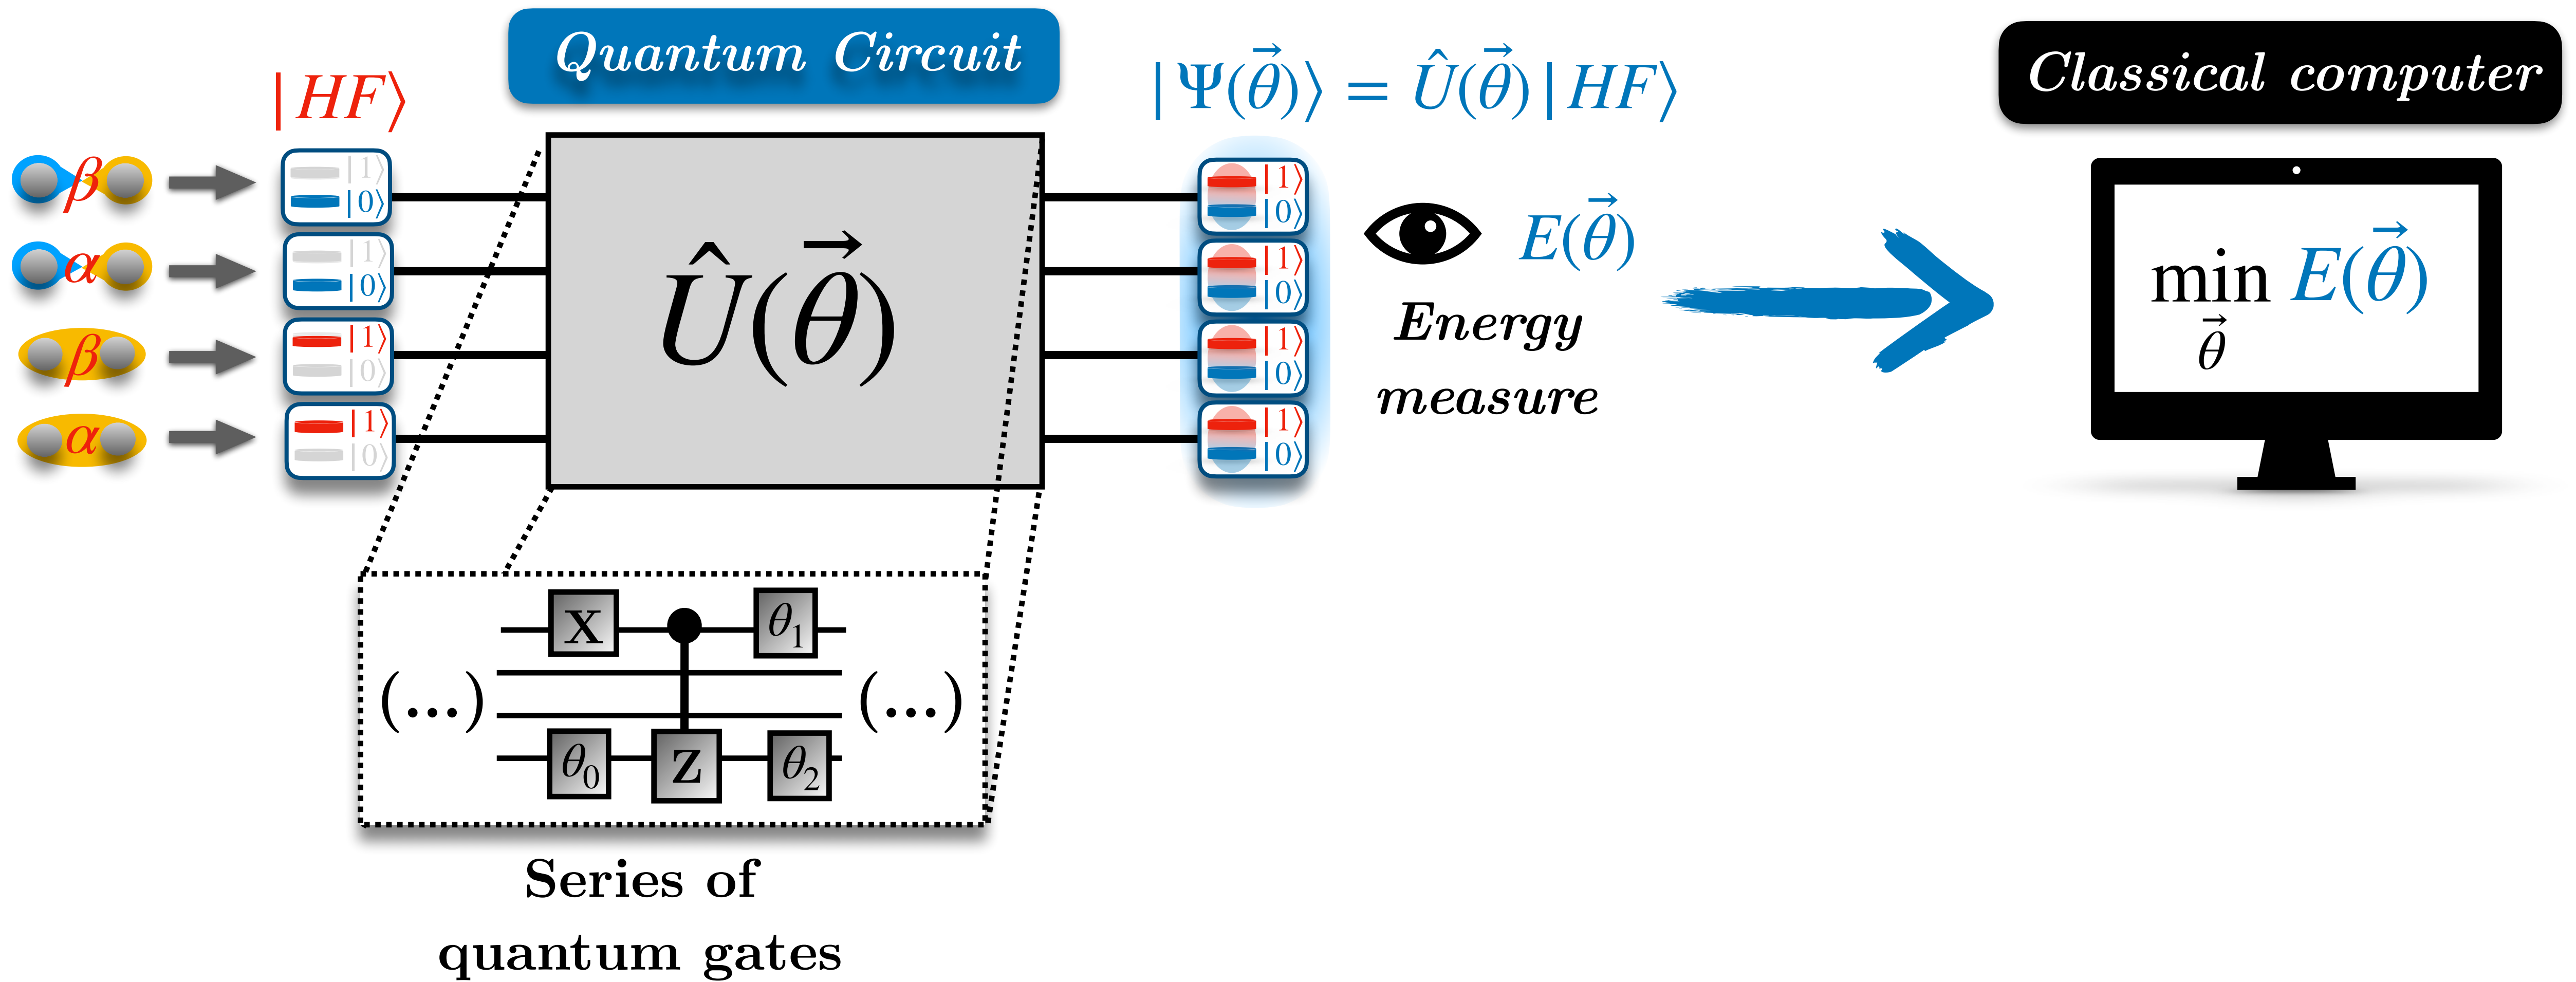 Quantum Circuit
|HF⟩
|Ψ(θ⃗)⟩ = Û(θ⃗)|HF⟩
Classical computer
β
|1⟩
|0⟩
α
|1⟩
|0⟩
β
|1⟩
|0⟩
α
|1⟩
|0⟩
Û(θ⃗)
|1⟩
|0⟩
|1⟩
|0⟩
|1⟩
|0⟩
|1⟩
|0⟩
E(θ⃗)
Energy
measure
min E(θ⃗)
θ⃗
X
θ₁
(...)
(...)
θ₀
Z
θ₂
Series of
quantum gates